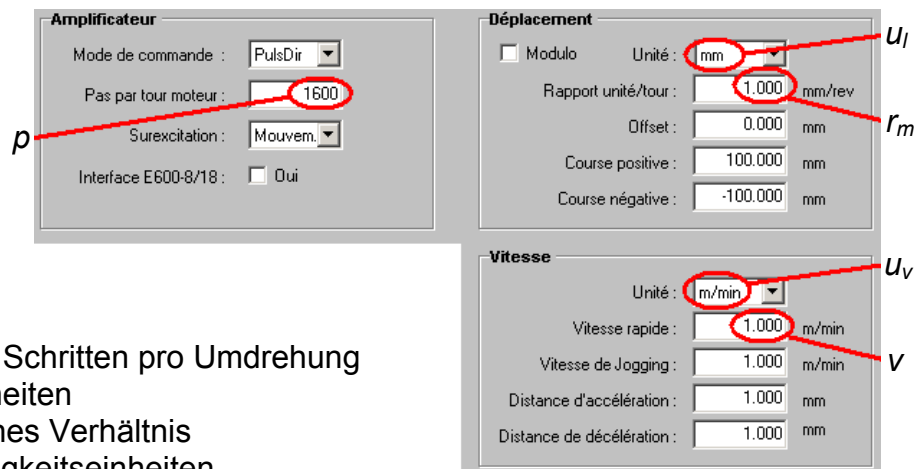 Amplificateur
Mode de commande : PulsDir
Pas par tour moteur : 1600
p
Surexcitation : Mouvem.
Interface E600-8/18 : Oui
Déplacement
Modulo Unité : mm
u_l
Rapport unité/tour : 1.000 mm/rev
r_m
Offset : 0.000 mm
Course positive : 100.000 mm
Course négative : -100.000 mm
Vitesse
u_v
Unité : m/min
Vitesse rapide : 1.000 m/min
v
Vitesse de Jogging : 1.000 m/min
Distance d'accélération : 1.000 mm
Distance de décélération : 1.000 mm
Schritten pro Umdrehung
heiten
nes Verhältnis
gkeitseinheiten